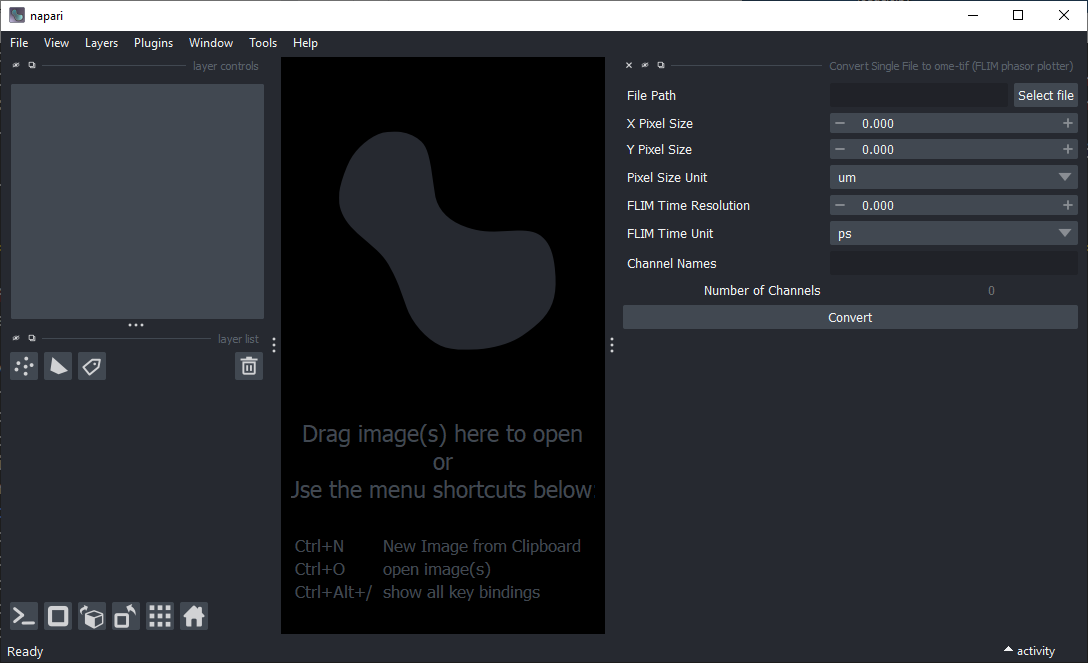 napari
File View Layers Plugins Window Tools Help
layer controls
layer list
Drag image(s) here to open
or
Use the menu shortcuts below:
Ctrl+N New Image from Clipboard
Ctrl+O open image(s)
Ctrl+Alt+/ show all key bindings
Convert Single File to ome-tif (FLIM phasor plotter)
File Path Select file
X Pixel Size 0.000
Y Pixel Size 0.000
Pixel Size Unit um
FLIM Time Resolution 0.000
FLIM Time Unit ps
Channel Names
Number of Channels 0
Convert
Ready
activity